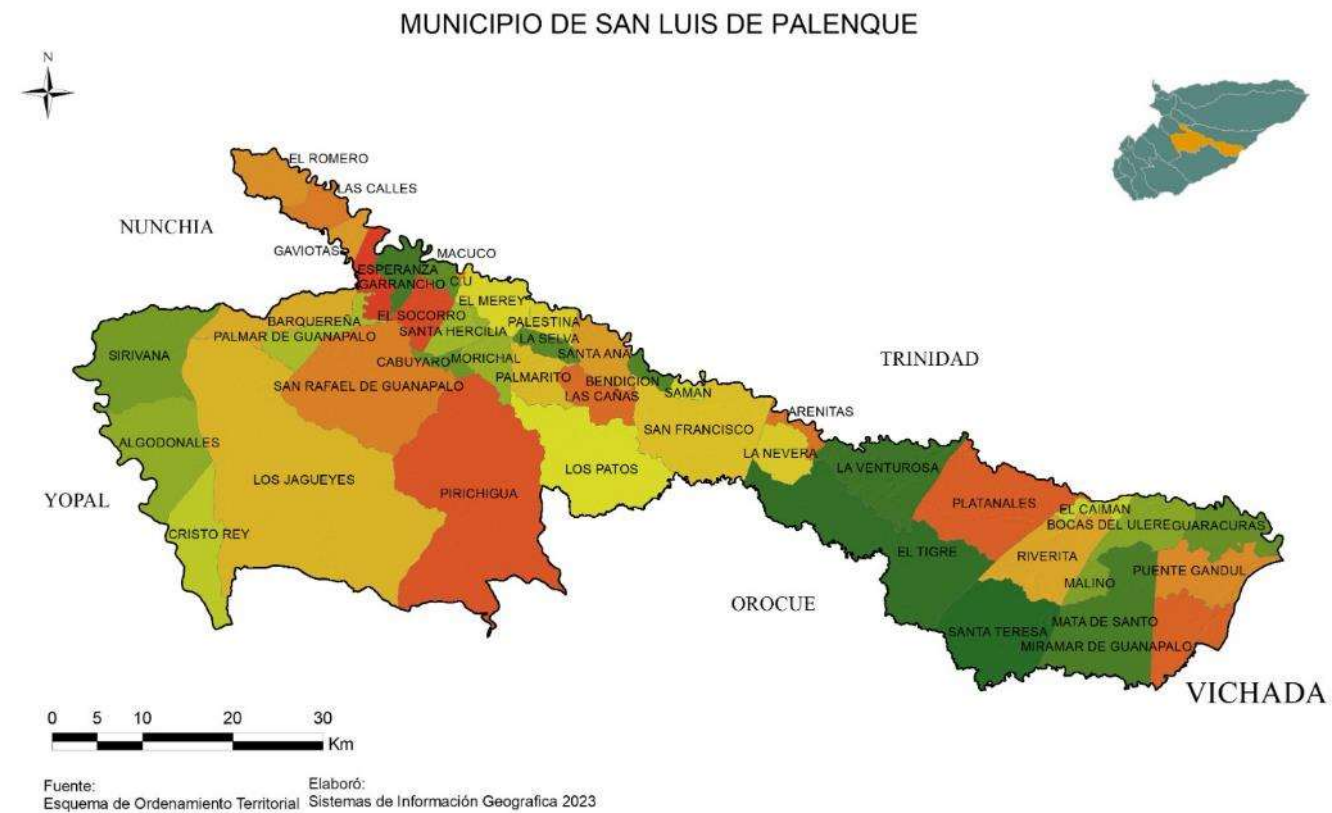 MUNICIPIO DE SAN LUIS DE PALENQUE
N
EL ROMERO
LAS CALLES
NUNCHIA
GAVIOTAS
MACUCO
ESPERANZA
C.U
GARRANCHO
EL MEREY
BARQUEREÑA
EL SOCORRO
PALESTINA
PALMAR DE GUANAPALO
SANTA HERCILIA
LA SELVA
SIRIVANA
CABUYARO
MORICHAL
SANTA ANA
TRINIDAD
SAN RAFAEL DE GUANAPALO
PALMARITO
BENDICION
LAS CAÑAS
SAMAN
ARENITAS
ALGODONALES
SAN FRANCISCO
LA NEVERA
LOS JAGUEYES
LOS PATOS
LA VENTUROSA
YOPAL
PIRICHIGUA
PLATANALES
EL CAIMAN
CRISTO REY
BOCAS DEL ULERE
GUARACURAS
EL TIGRE
RIVERITA
PUENTE GANDUL
MALINO
OROCUE
MATA DE SANTO
SANTA TERESA
MIRAMAR DE GUANAPALO
VICHADA
0 5 10 20 30
Km
Fuente:
Esquema de Ordenamiento Territorial
Elaboró:
Sistemas de Información Geografica 2023